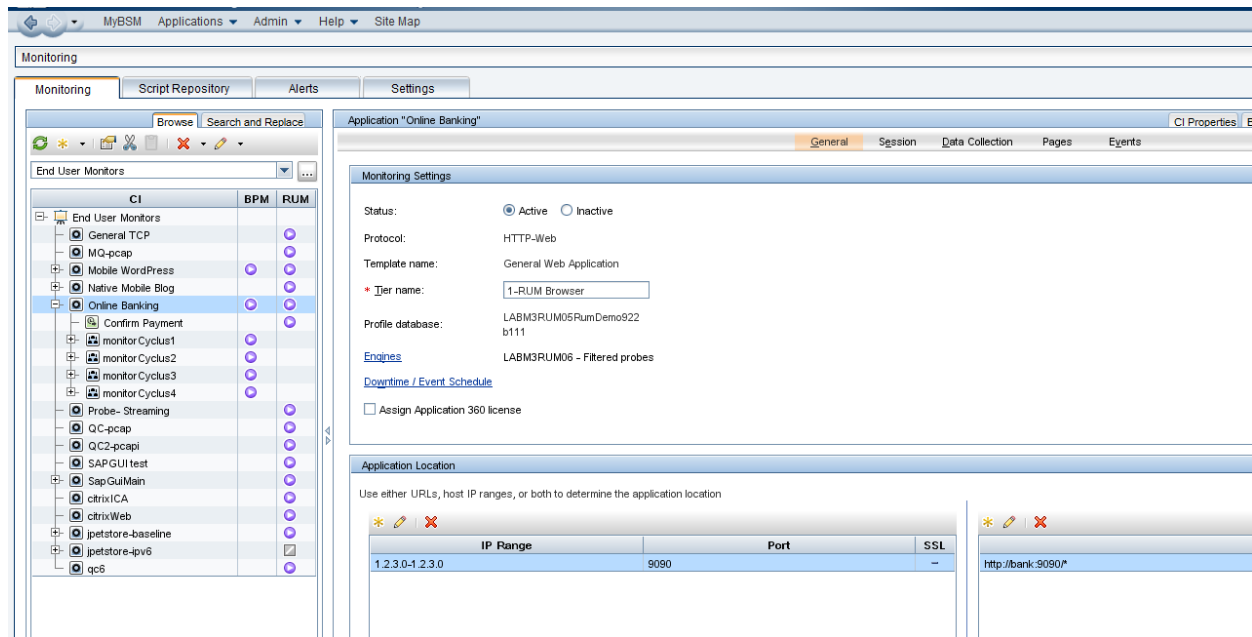 MyBSM Applications Admin Help Site Map
Monitoring
Monitoring Script Repository Alerts Settings
Browse Search and Replace
End User Monitors ...
CI BPM RUM
End User Monitors
General TCP
MQ-pcap
Mobile WordPress
Native Mobile Blog
Online Banking
Confirm Payment
monitorCyclus1
monitorCyclus2
monitorCyclus3
monitorCyclus4
Probe- Streaming
QC-pcap
QC2-pcapi
SAPGUI test
SapGuiMain
citrixICA
citrixWeb
jpetstore-baseline
jpetstore-ipv6
qc6
Application "Online Banking" CI Properties
General Session Data Collection Pages Events
Monitoring Settings
Status: Active Inactive
Protocol: HTTP-Web
Template name: General Web Application
* Tier name: 1-RUM Browser
Profile database: LABM3RUM05RumDemo922
b111
Engines LABM3RUM06 - Filtered probes
Downtime / Event Schedule
Assign Application 360 license
Application Location
Use either URLs, host IP ranges, or both to determine the application location
IP Range Port SSL
1.2.3.0-1.2.3.0 9090 --
http://bank:9090/*